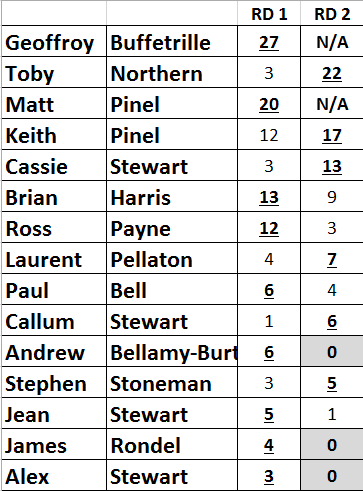 RD 1 RD 2
Geoffroy Buffetrille 27 N/A
Toby Northern 3 22
Matt Pinel 20 N/A
Keith Pinel 12 17
Cassie Stewart 3 13
Brian Harris 13 9
Ross Payne 12 3
Laurent Pellaton 4 7
Paul Bell 6 4
Callum Stewart 1 6
Andrew Bellamy-Burt 6 0
Stephen Stoneman 3 5
Jean Stewart 5 1
James Rondel 4 0
Alex Stewart 3 0